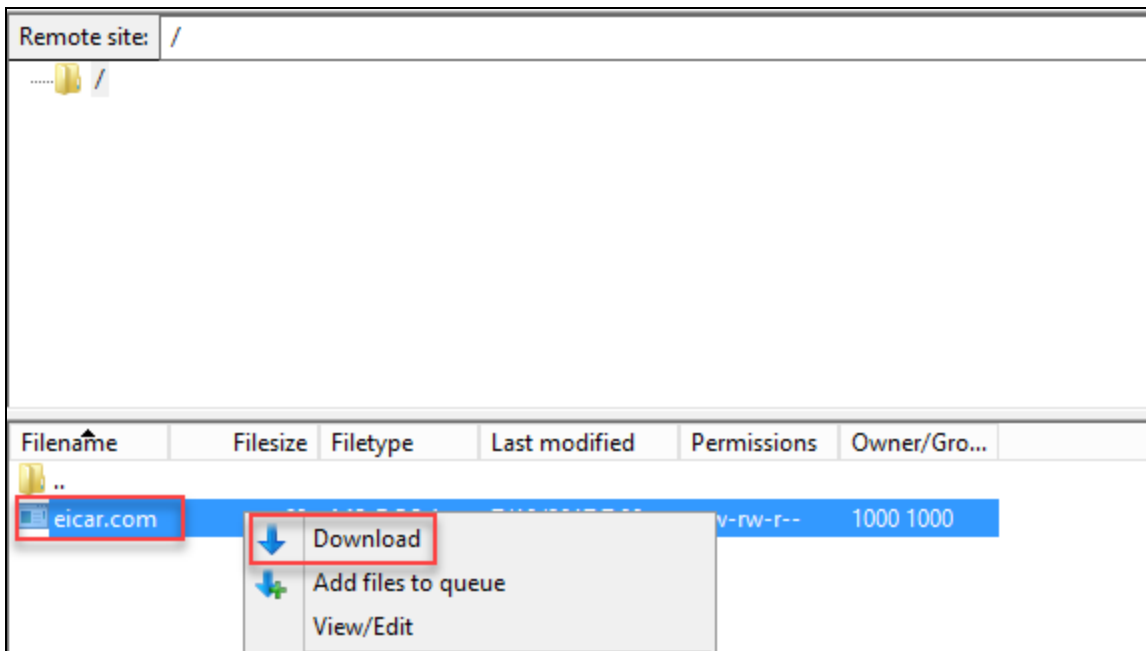 Remote site: /
/
Filename Filesize Filetype Last modified Permissions Owner/Gro...
..
eicar.com -rw-r-- 1000 1000
Download
Add files to queue
View/Edit